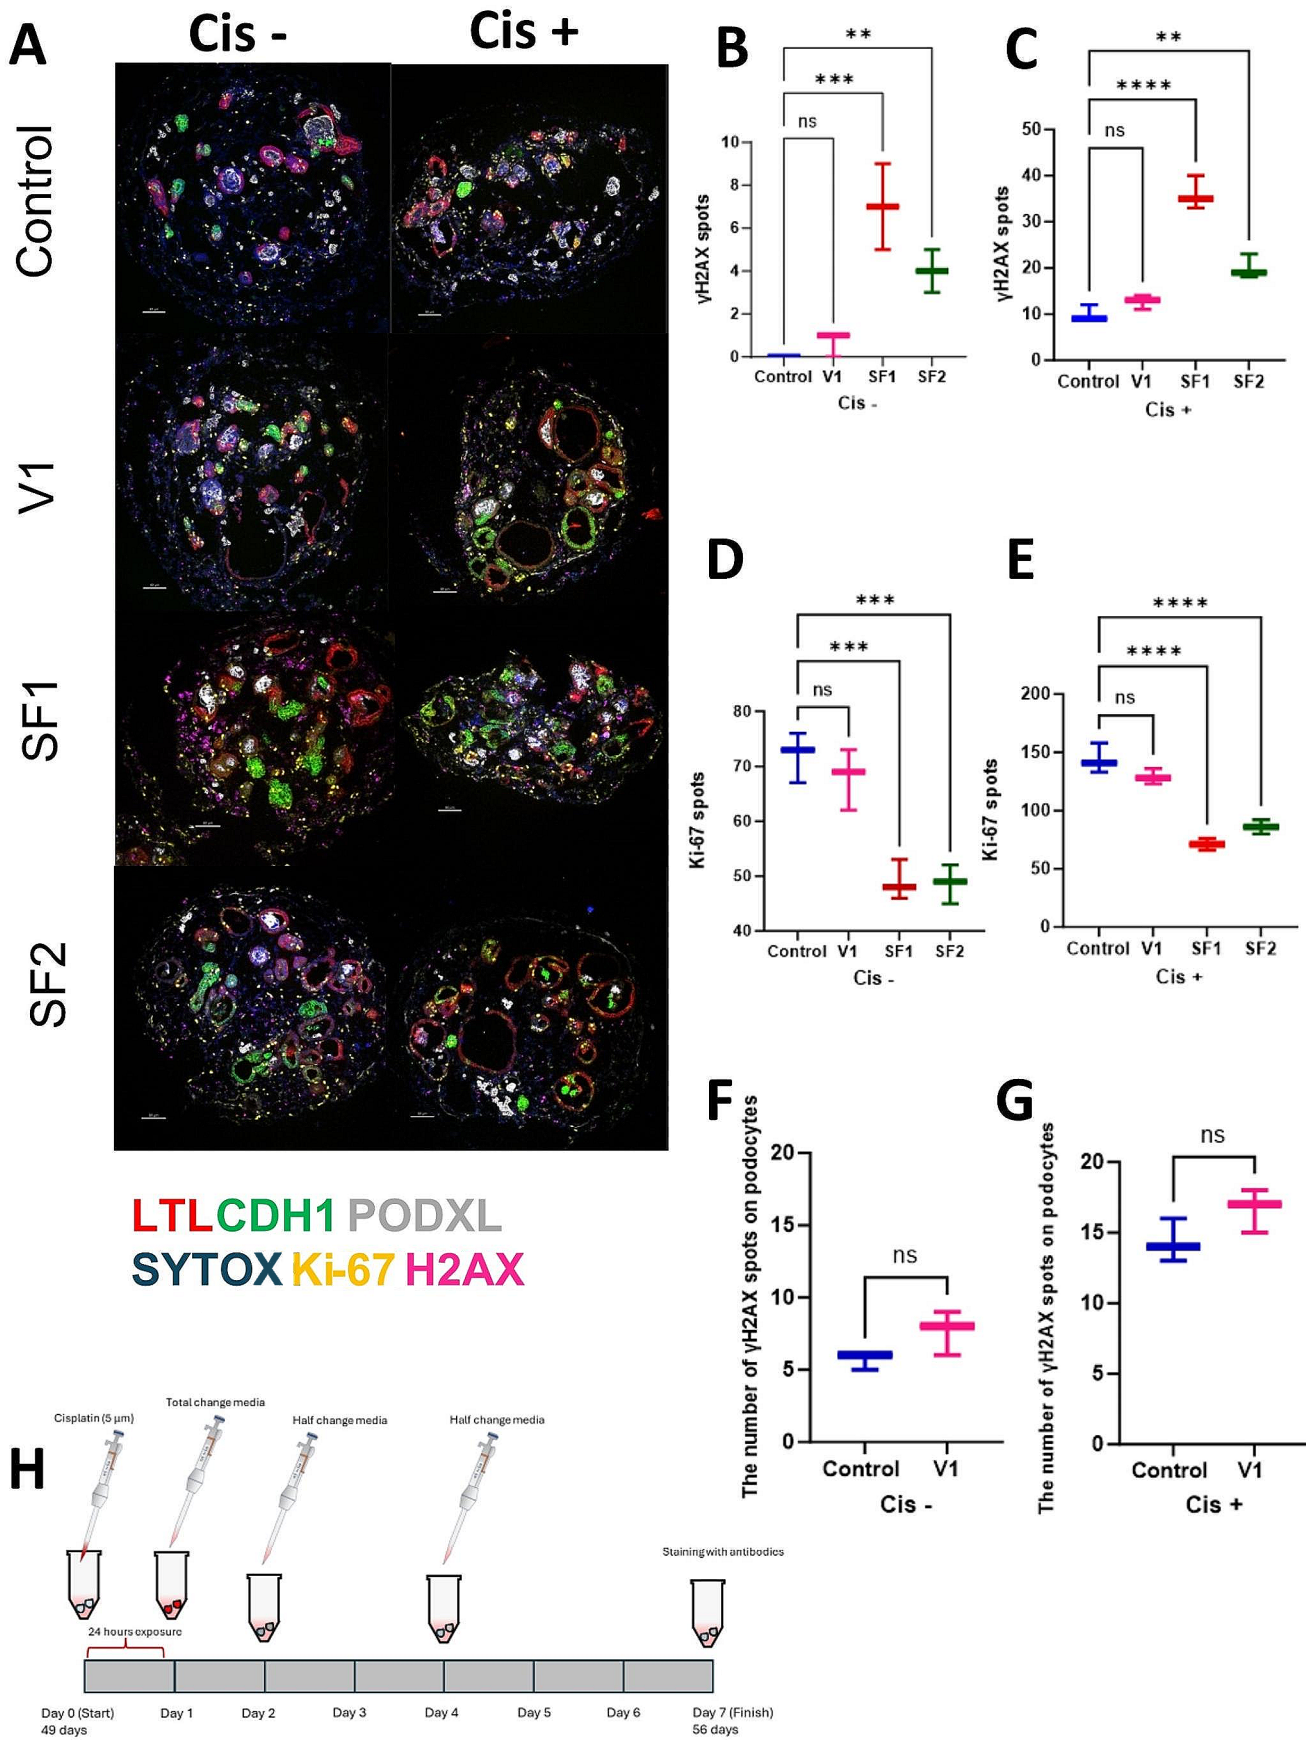 A
Cis -
Cis +
Control
V1
SF1
SF2
LTL CDH1 PODXL
SYTOX Ki-67 H2AX
B
**
***
ns
γH2AX spots
10
8
6
4
2
0
Control V1 SF1 SF2
Cis -
C
**
****
ns
γH2AX spots
50
40
30
20
10
0
Control V1 SF1 SF2
Cis +
D
***
***
ns
Ki-67 spots
80
70
60
50
40
Control V1 SF1 SF2
Cis -
E
****
****
ns
Ki-67 spots
200
150
100
50
0
Control V1 SF1 SF2
Cis +
F
The number of γH2AX spots on podocytes
20
15
10
5
0
ns
Control V1
Cis -
G
The number of γH2AX spots on podocytes
20
15
10
5
0
ns
Control V1
Cis +
H
Cisplatin (5 µm)
Total change media
Half change media
Half change media
Staining with antibodies
24 hours exposure
Day 0 (Start)
49 days
Day 1
Day 2
Day 3
Day 4
Day 5
Day 6
Day 7 (Finish)
56 days